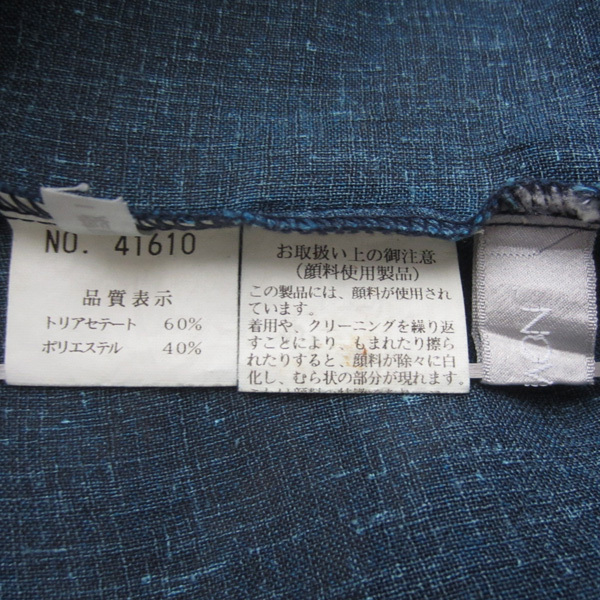 NO. 41610
品質表示
トリアセテート 60%
ポリエステル 40%
お取扱い上の御注意
(顔料使用製品)
この製品には、顔料が使用され
ています。
着用や、クリーニングを繰り返
すことにより、もまれたり擦ら
れたりすると、顔料が除々に白
化し、むら状の部分が現れます。